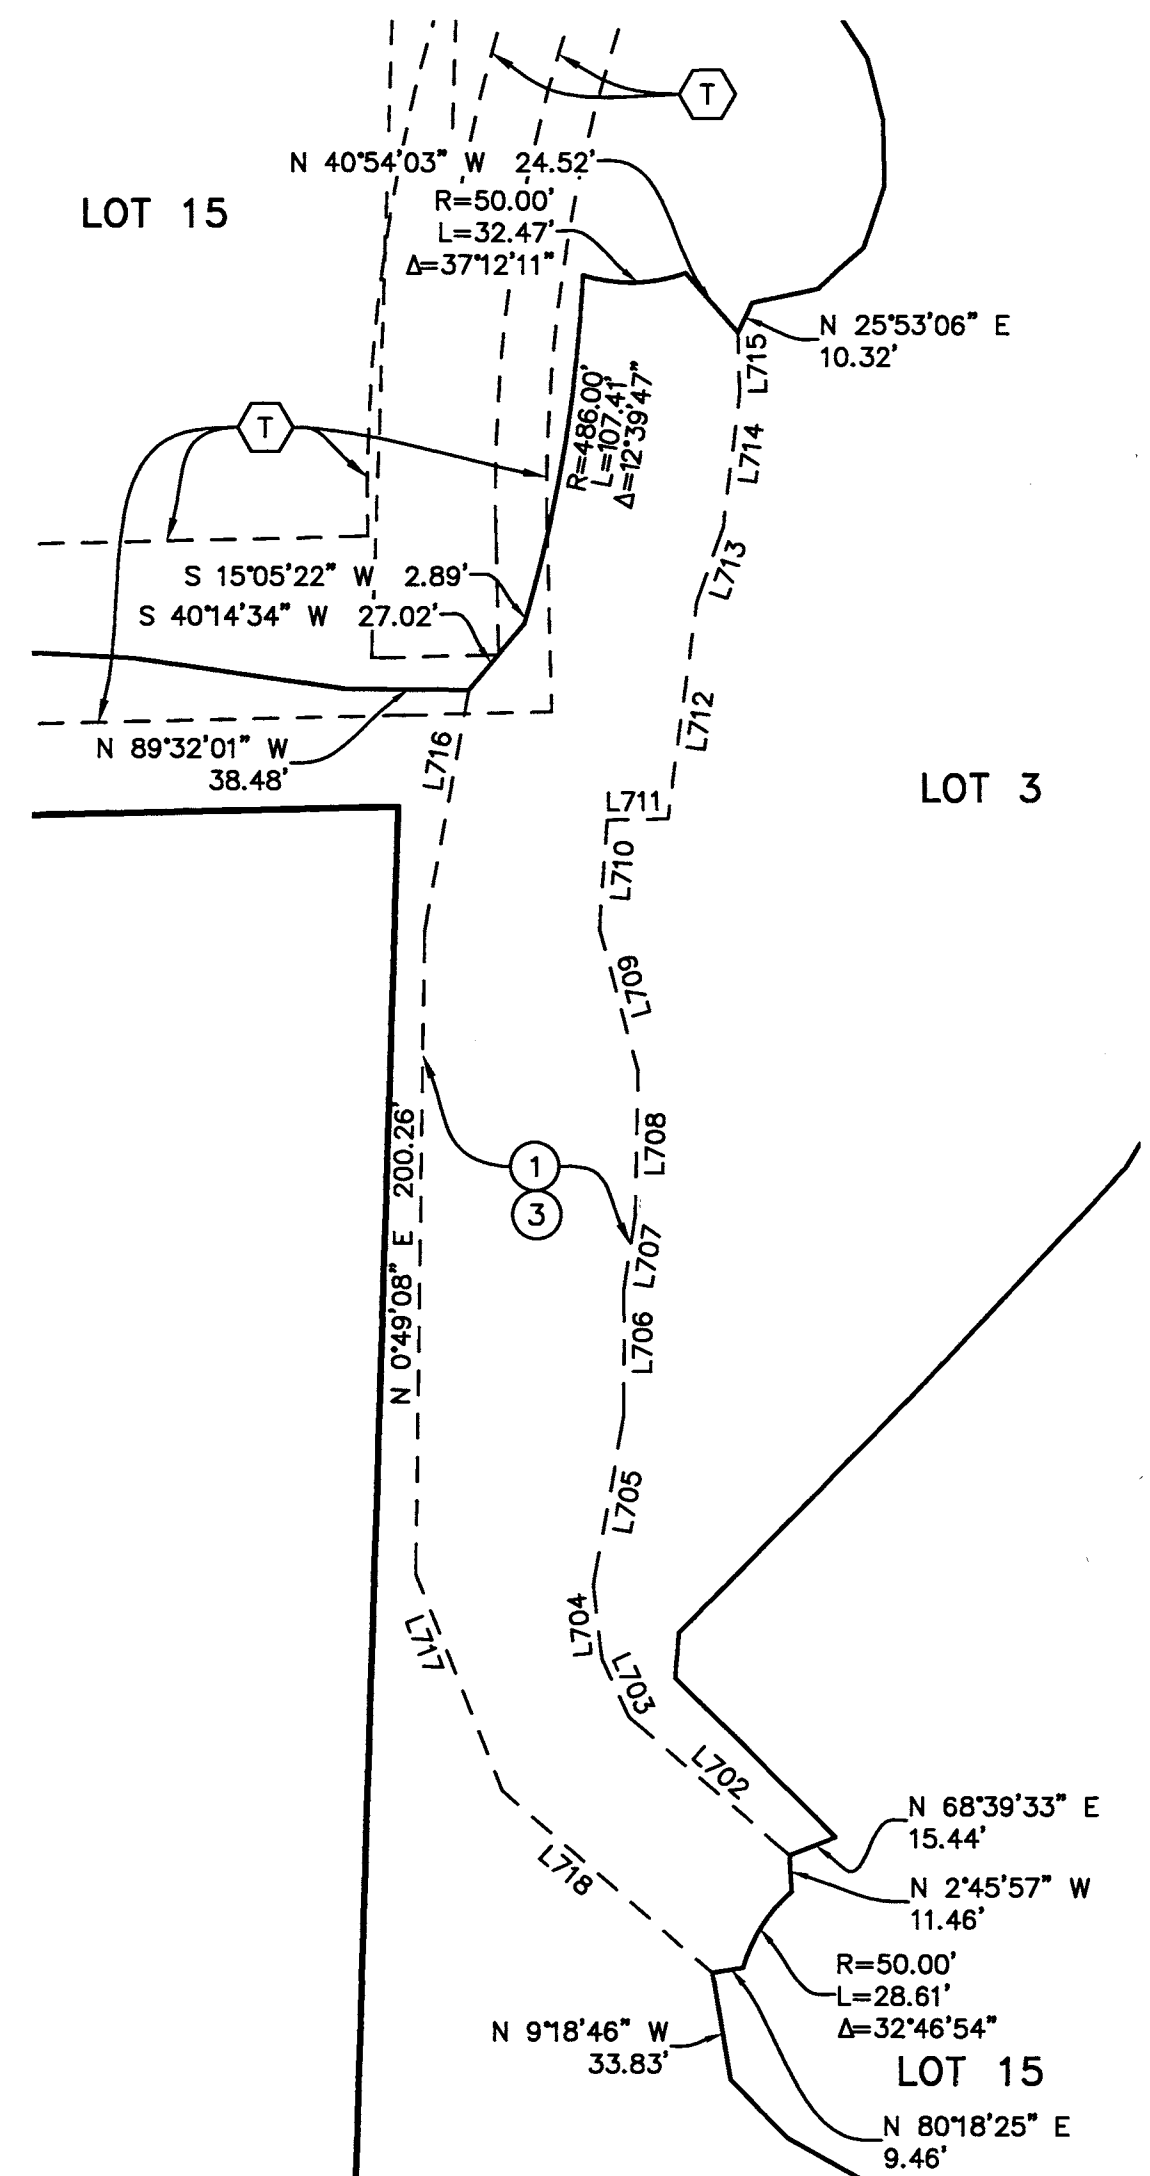 T
N 40°54'03" W 24.52'
LOT 15
R=50.00'
L=32.47'
Δ=37°12'11"
N 25°53'06" E
10.32'
L715
R=486.00'
L=107.41'
Δ=12°39'47"
T
L714
L713
S 15°05'22" W 2.89'
S 40°14'34" W 27.02'
L712
N 89°32'01" W
38.48'
L716
LOT 3
L711
L710
L709
N 0°49'08" E 200.26'
L708
1
3
L707
L706
L705
L704
L717
L703
L702
N 68°39'33" E
15.44'
L718
N 2°45'57" W
11.46'
R=50.00'
L=28.61'
Δ=32°46'54"
N 9°18'46" W
33.83'
LOT 15
N 80°18'25" E
9.46'